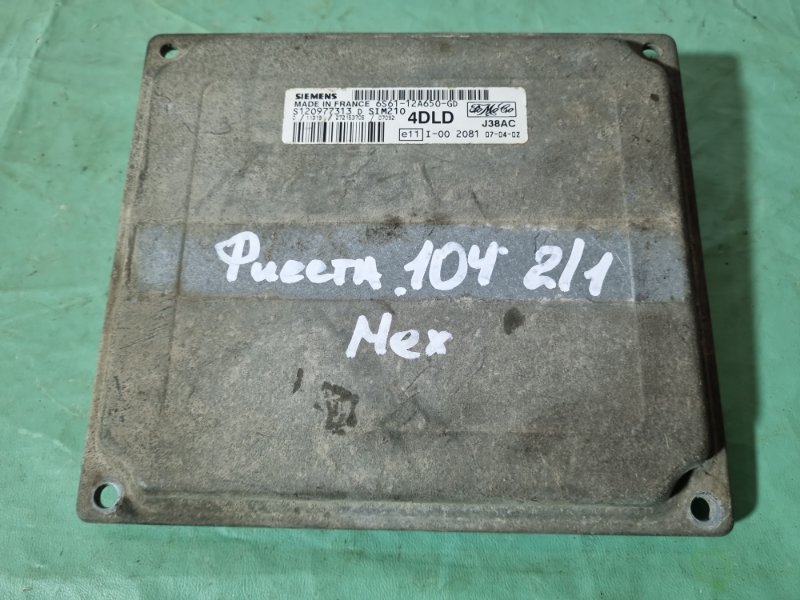 SIEMENS
MADE IN FRANCE 6S61-12A650-GD
S120977313 D SIM210
4DLD
J38AC
e11 I-00 2081 07-04-02
Фиеста 104 2/1
Мех